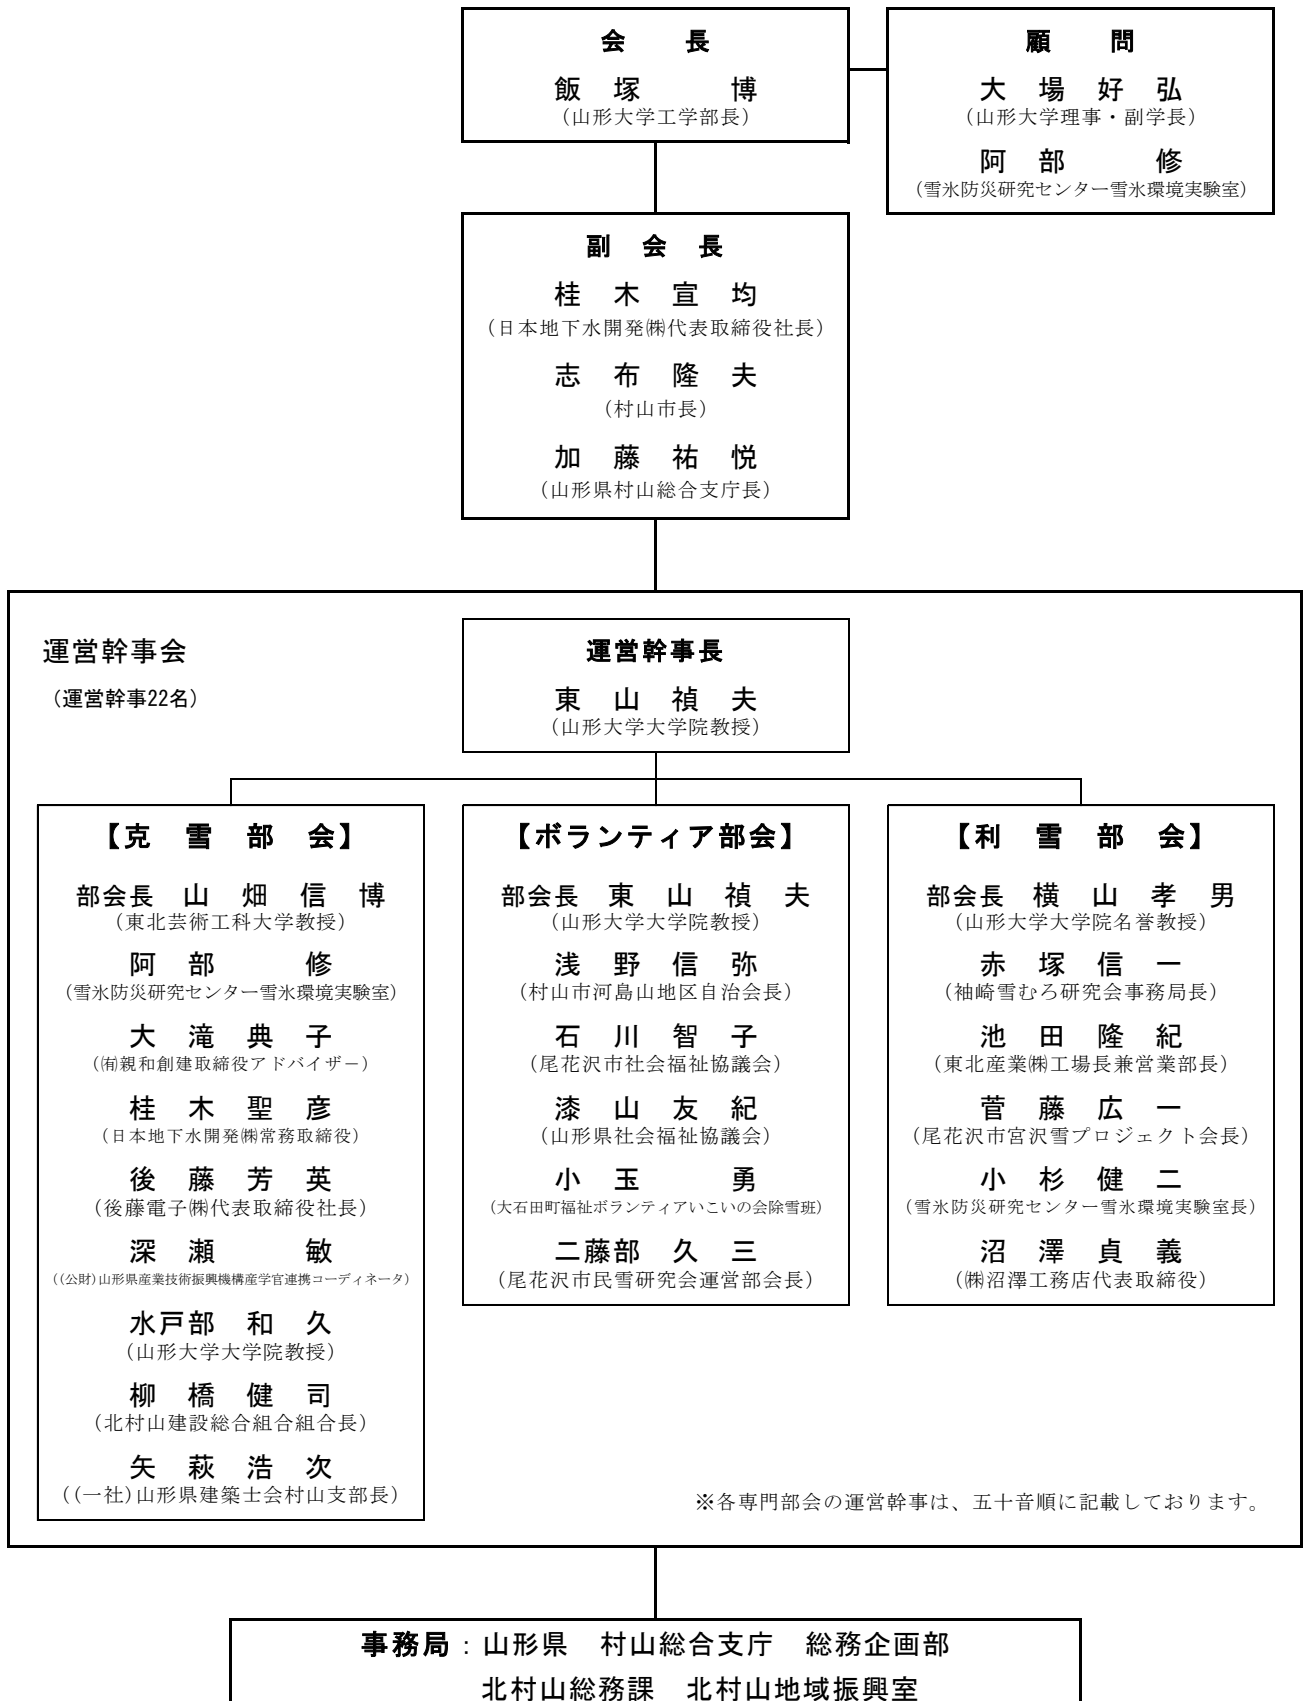 会長
飯塚 博
(山形大学工学部長)
顧問
大場好弘
(山形大学理事・副学長)
阿部 修
(雪氷防災研究センター雪氷環境実験室)
副会長
桂木宣均
(日本地下水開発㈱代表取締役社長)
志布隆夫
(村山市長)
加藤祐悦
(山形県村山総合支庁長)
運営幹事会
(運営幹事22名)
運営幹事長
東山禎夫
(山形大学大学院教授)
【克雪部会】
部会長 山畑信博
(東北芸術工科大学教授)
阿部 修
(雪氷防災研究センター雪氷環境実験室)
大滝典子
(㈲親和創建取締役アドバイザー)
桂木聖彦
(日本地下水開発㈱常務取締役)
後藤芳英
(後藤電子㈱代表取締役社長)
深瀬 敏
((公財)山形県産業技術振興機構産学官連携コーディネータ)
水戸部 和久
(山形大学大学院教授)
柳橋健司
(北村山建設総合組合組合長)
矢萩浩次
((一社)山形県建築士会村山支部長)
【ボランティア部会】
部会長 東山禎夫
(山形大学大学院教授)
浅野信弥
(村山市河島山地区自治会長)
石川智子
(尾花沢市社会福祉協議会)
漆山友紀
(山形県社会福祉協議会)
小玉 勇
(大石田町福祉ボランティアいこいの会除雪班)
二藤部 久三
(尾花沢市民雪研究会運営部会長)
【利雪部会】
部会長 横山孝男
(山形大学大学院名誉教授)
赤塚信一
(袖崎雪むろ研究会事務局長)
池田隆紀
(東北産業㈱工場長兼営業部長)
菅藤広一
(尾花沢市宮沢雪プロジェクト会長)
小杉健二
(雪氷防災研究センター雪氷環境実験室長)
沼澤貞義
(㈱沼澤工務店代表取締役)
※各専門部会の運営幹事は、五十音順に記載しております。
事務局：山形県 村山総合支庁 総務企画部
北村山総務課 北村山地域振興室